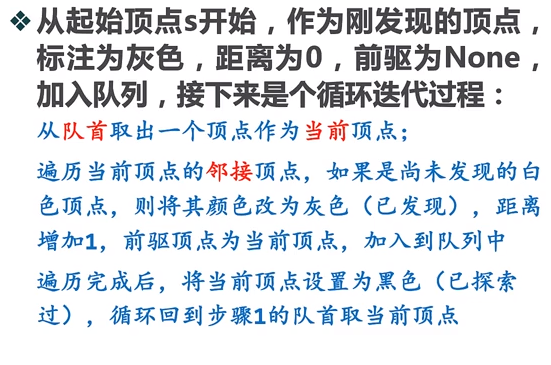 ❖从起始顶点s开始，作为刚发现的顶点，
标注为灰色，距离为0，前驱为None，
加入队列，接下来是个循环迭代过程：
从队首取出一个顶点作为当前顶点；
遍历当前顶点的邻接顶点，如果是尚未发现的白
色顶点，则将其颜色改为灰色（已发现），距离
增加1，前驱顶点为当前顶点，加入到队列中
遍历完成后，将当前顶点设置为黑色（已探索
过），循环回到步骤1的队首取当前顶点